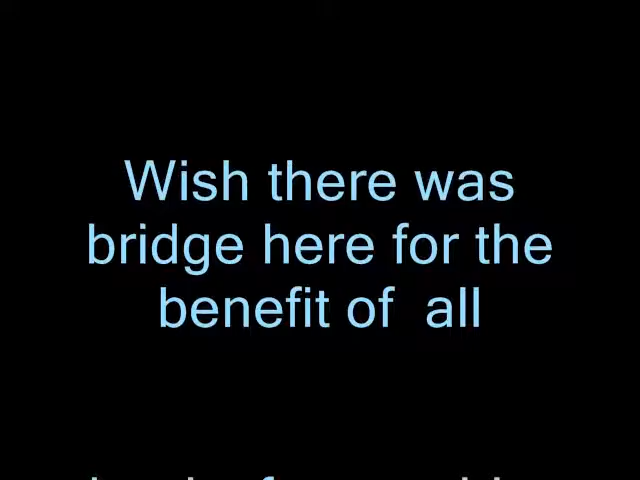 Wish there was
bridge here for the
benefit of  all